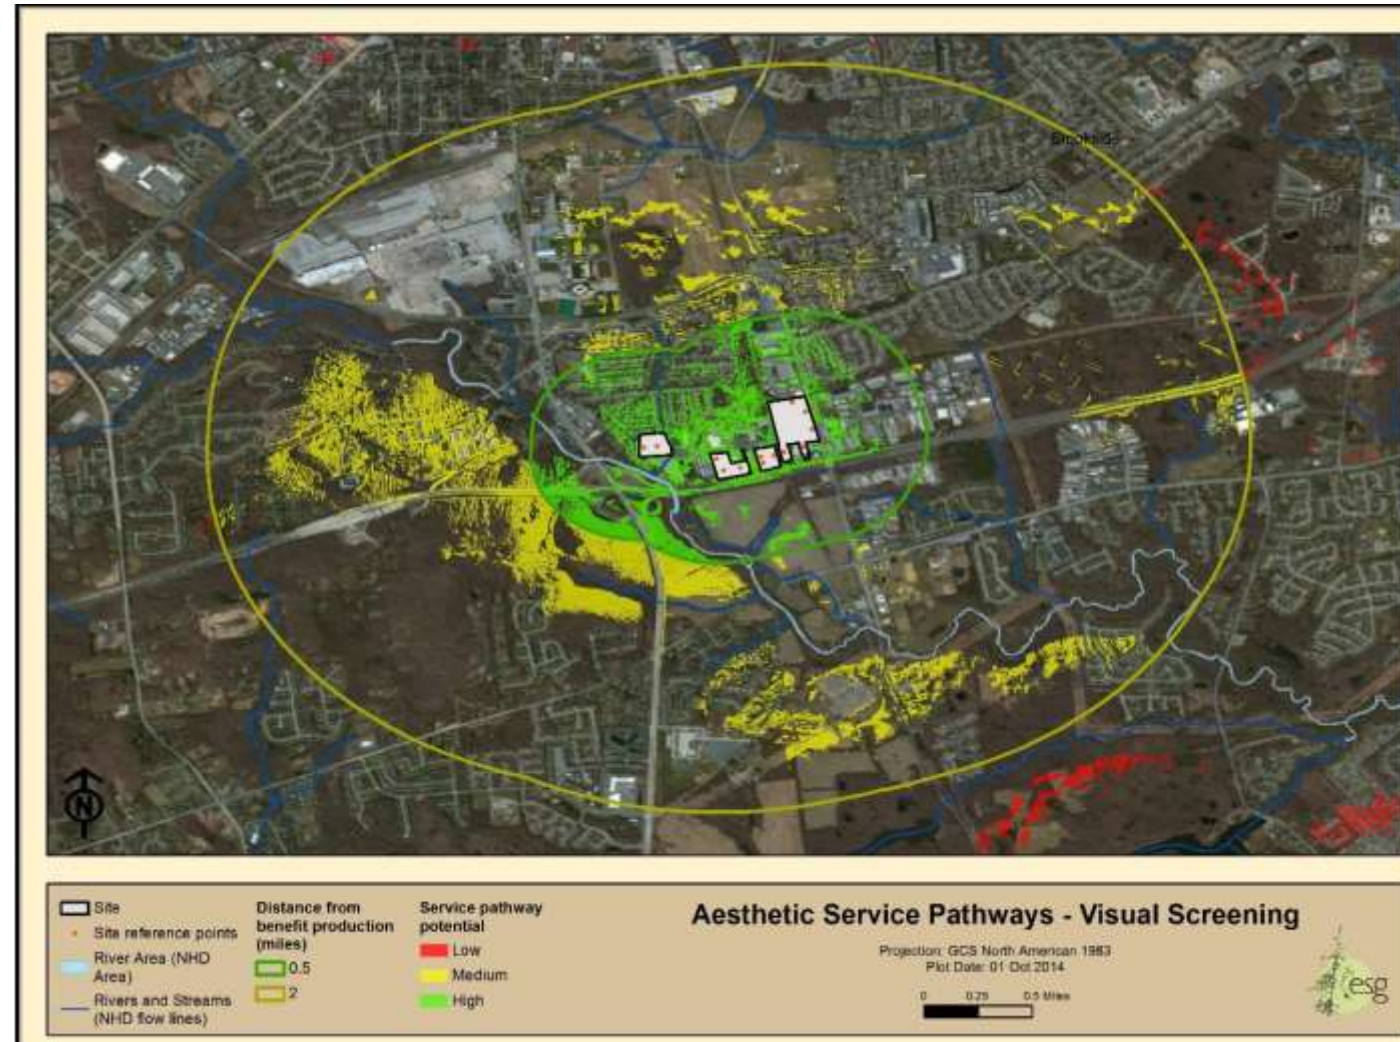 Brookside
N
Site
Site reference points
River Area (NHD
Area)
Rivers and Streams
(NHD flow lines)
Distance from
benefit production
(miles)
0.5
2
Service pathway
potential
Low
Medium
High
Aesthetic Service Pathways - Visual Screening
Projection: GCS North American 1983
Plot Date: 01 Oct 2014
0 0.25 0.5 Miles
esg